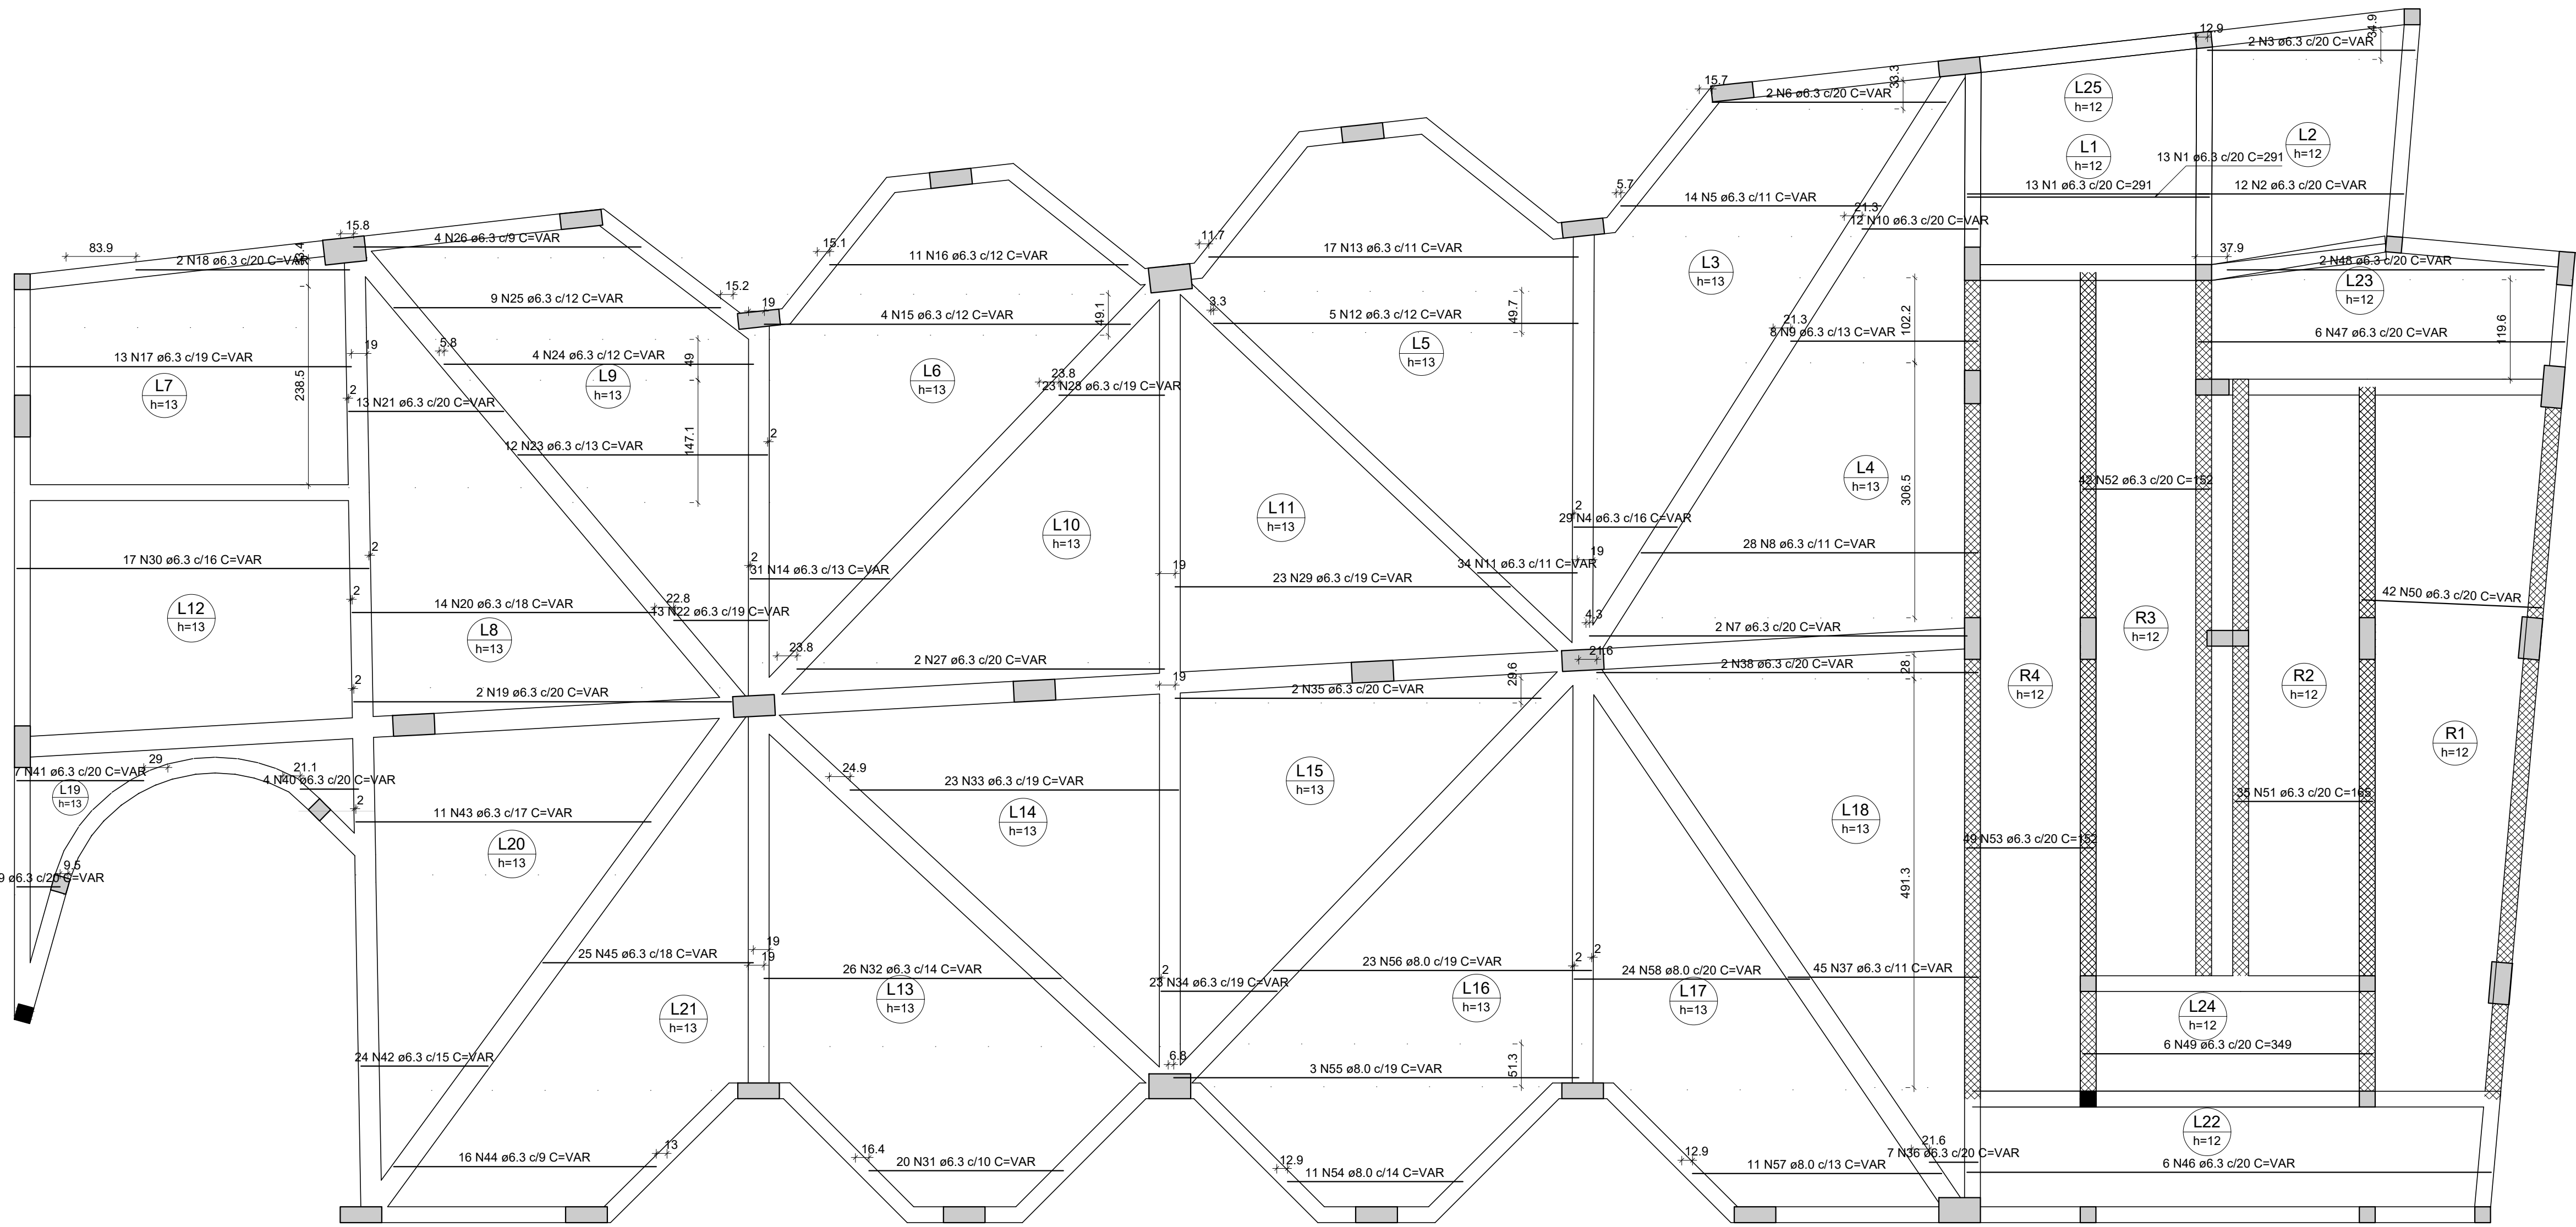 12.9
34.9
2 N3 ø6.3 c/20 C=VAR
33.3
15.7
2 N6 ø6.3 c/20 C=VAR
L25
h=12
L1
h=12
L2
h=12
13 N1 ø6.3 c/20 C=291
13 N1 ø6.3 c/20 C=291
12 N2 ø6.3 c/20 C=VAR
5.7
14 N5 ø6.3 c/11 C=VAR
21.3
12 N10 ø6.3 c/20 C=VAR
15.8
4 N26 ø6.3 c/9 C=VAR
83.9
2 N18 ø6.3 c/20 C=VAR
15.1
11 N16 ø6.3 c/12 C=VAR
11.7
17 N13 ø6.3 c/11 C=VAR
37.9
2 N48 ø6.3 c/20 C=VAR
L3
h=13
L23
h=12
15.2
19
9 N25 ø6.3 c/12 C=VAR
4 N15 ø6.3 c/12 C=VAR
49.1
3.3
5 N12 ø6.3 c/12 C=VAR
49.7
21.3
8 N9 ø6.3 c/13 C=VAR
102.2
6 N47 ø6.3 c/20 C=VAR
119.6
13 N17 ø6.3 c/19 C=VAR
19
5.8
4 N24 ø6.3 c/12 C=VAR
49
L7
h=13
238.5
2
13 N21 ø6.3 c/20 C=VAR
L9
h=13
L6
h=13
23.8
23 N28 ø6.3 c/19 C=VAR
L5
h=13
12 N23 ø6.3 c/13 C=VAR
147.1
2
L10
h=13
L11
h=13
L4
h=13
306.5
42 N52 ø6.3 c/20 C=152
2
29 N4 ø6.3 c/16 C=VAR
28 N8 ø6.3 c/11 C=VAR
17 N30 ø6.3 c/16 C=VAR
2
2
31 N14 ø6.3 c/13 C=VAR
19
23 N29 ø6.3 c/19 C=VAR
19
34 N11 ø6.3 c/11 C=VAR
L12
h=13
2
14 N20 ø6.3 c/18 C=VAR
22.8
13 N22 ø6.3 c/19 C=VAR
4.3
2 N7 ø6.3 c/20 C=VAR
42 N50 ø6.3 c/20 C=VAR
R3
h=12
L8
h=13
23.8
2 N27 ø6.3 c/20 C=VAR
21.6
2 N38 ø6.3 c/20 C=VAR
28
R4
h=12
R2
h=12
2
2 N19 ø6.3 c/20 C=VAR
19
2 N35 ø6.3 c/20 C=VAR
29.6
R1
h=12
7 N41 ø6.3 c/20 C=VAR
29
21.1
4 N40 ø6.3 c/20 C=VAR
L19
h=13
2
11 N43 ø6.3 c/17 C=VAR
24.9
23 N33 ø6.3 c/19 C=VAR
L14
h=13
L15
h=13
L18
h=13
35 N51 ø6.3 c/20 C=165
49 N53 ø6.3 c/20 C=152
L20
h=13
9.5
9 ø6.3 c/20 C=VAR
491.3
25 N45 ø6.3 c/18 C=VAR
19
19
26 N32 ø6.3 c/14 C=VAR
2
23 N34 ø6.3 c/19 C=VAR
23 N56 ø8.0 c/19 C=VAR
2
2
24 N58 ø8.0 c/20 C=VAR
45 N37 ø6.3 c/11 C=VAR
L21
h=13
L13
h=13
L16
h=13
L17
h=13
L24
h=12
6 N49 ø6.3 c/20 C=349
24 N42 ø6.3 c/15 C=VAR
6.8
3 N55 ø8.0 c/19 C=VAR
51.3
L22
h=12
16 N44 ø6.3 c/9 C=VAR
13
16.4
20 N31 ø6.3 c/10 C=VAR
12.9
11 N54 ø8.0 c/14 C=VAR
12.9
11 N57 ø8.0 c/13 C=VAR
21.6
7 N36 ø6.3 c/20 C=VAR
6 N46 ø6.3 c/20 C=VAR